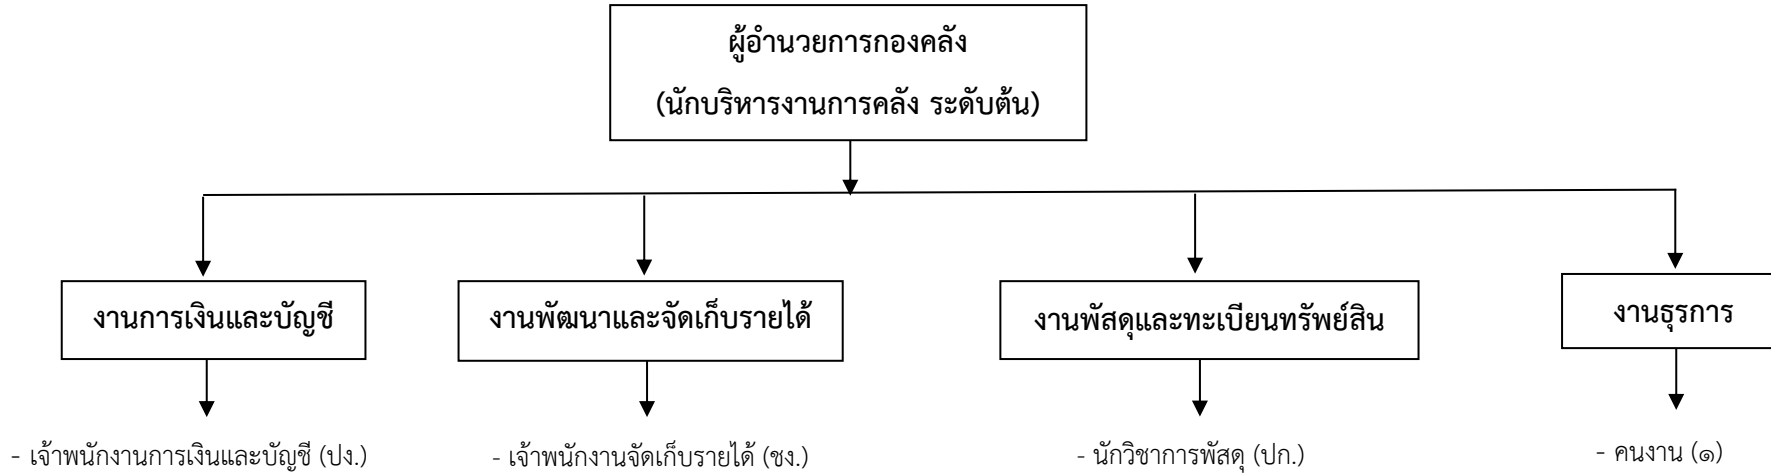 ผู้อำนวยการกองคลัง
(นักบริหารงานการคลัง ระดับต้น)
งานการเงินและบัญชี
งานพัฒนาและจัดเก็บรายได้
งานพัสดุและทะเบียนทรัพย์สิน
งานธุรการ
- เจ้าพนักงานการเงินและบัญชี (ปง.)
- เจ้าพนักงานจัดเก็บรายได้ (ชง.)
- นักวิชาการพัสดุ (ปก.)
- คนงาน (๑)